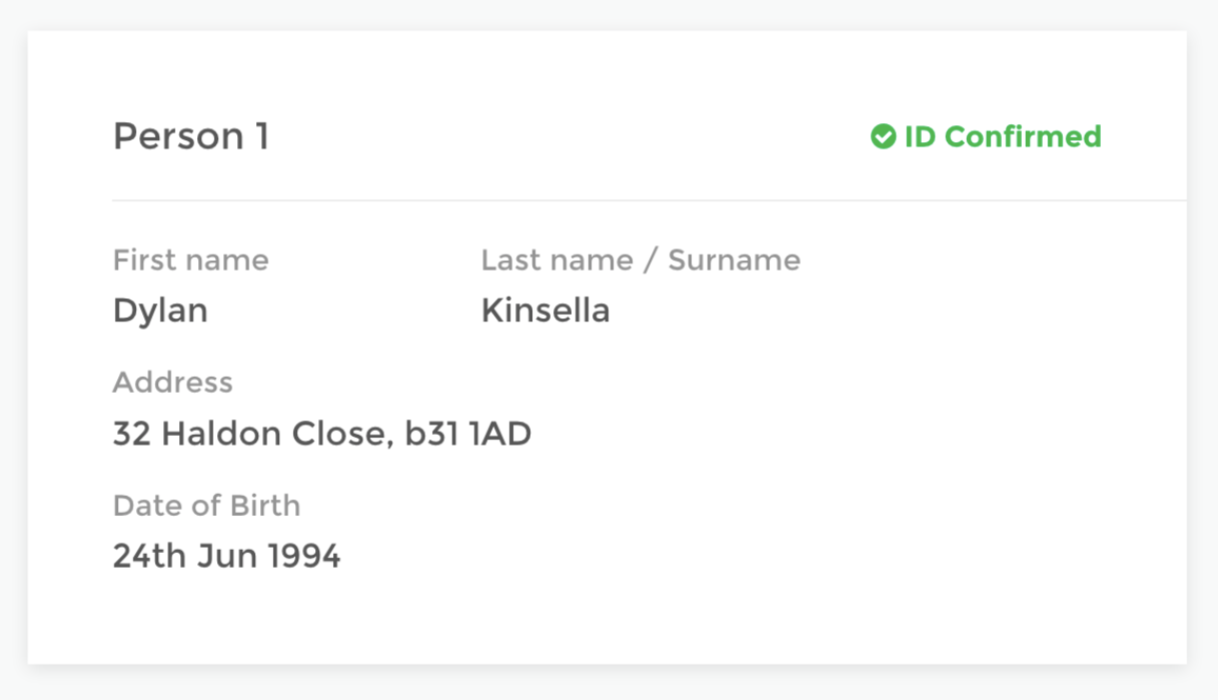 Person 1
ID Confirmed
First name
Last name / Surname
Dylan
Kinsella
Address
32 Haldon Close, b31 1AD
Date of Birth
24th Jun 1994